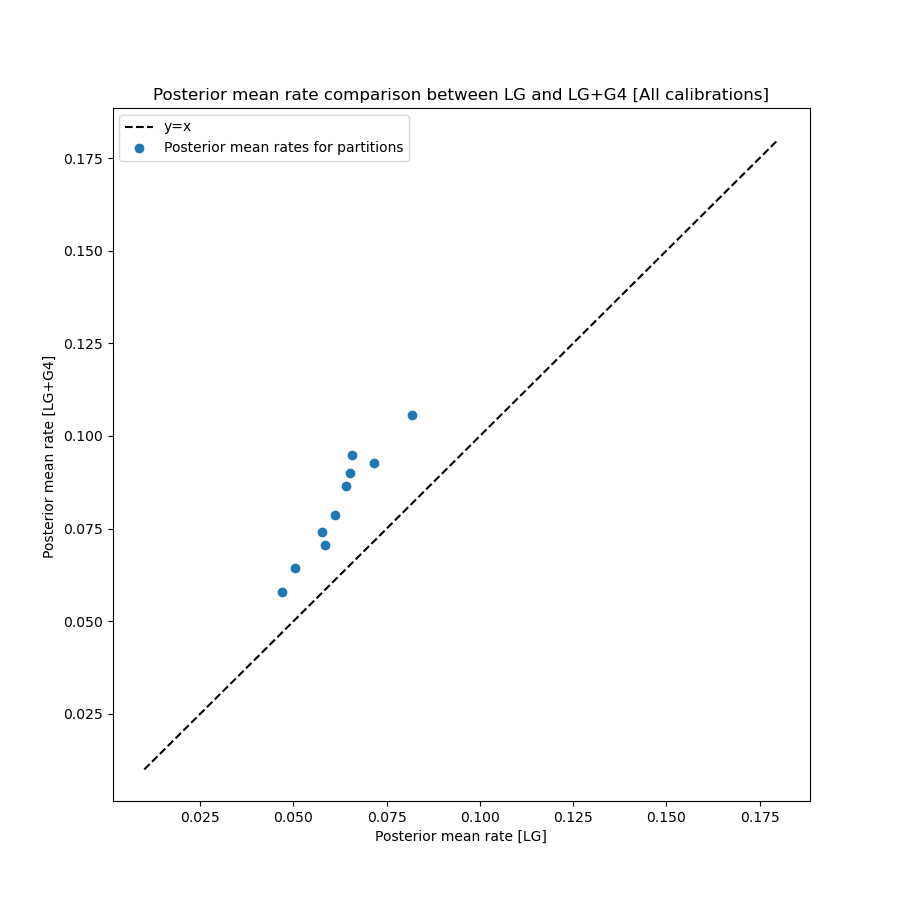 Posterior mean rate comparison between LG and LG+G4 [All calibrations]
y=x
Posterior mean rates for partitions
0.175
0.150
0.125
0.100
0.075
0.050
0.025
Posterior mean rate [LG+G4]
0.025
0.050
0.075
0.100
0.125
0.150
0.175
Posterior mean rate [LG]